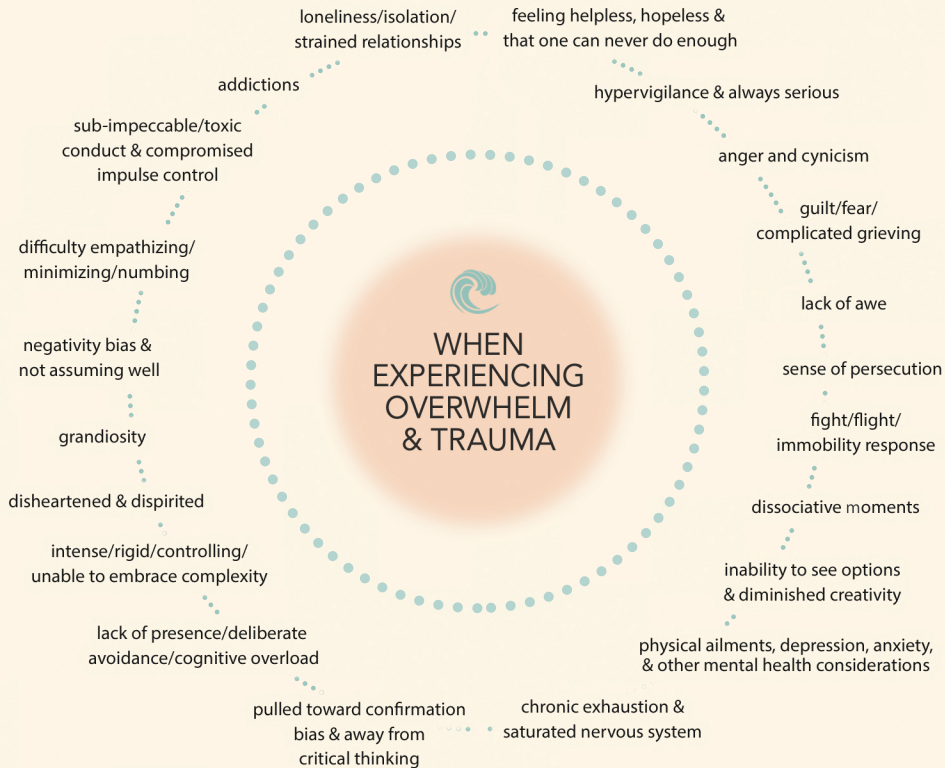 WHEN
EXPERIENCING
OVERWHELM
& TRAUMA
feeling helpless, hopeless &
that one can never do enough
hypervigilance & always serious
anger and cynicism
guilt/fear/
complicated grieving
lack of awe
sense of persecution
fight/flight/
immobility response
dissociative moments
inability to see options
& diminished creativity
physical ailments, depression, anxiety,
& other mental health considerations
chronic exhaustion &
saturated nervous system
pulled toward confirmation
bias & away from
critical thinking
lack of presence/deliberate
avoidance/cognitive overload
intense/rigid/controlling/
unable to embrace complexity
disheartened & dispirited
grandiosity
negativity bias &
not assuming well
difficulty empathizing/
minimizing/numbing
sub-impeccable/toxic
conduct & compromised
impulse control
addictions
loneliness/isolation/
strained relationships